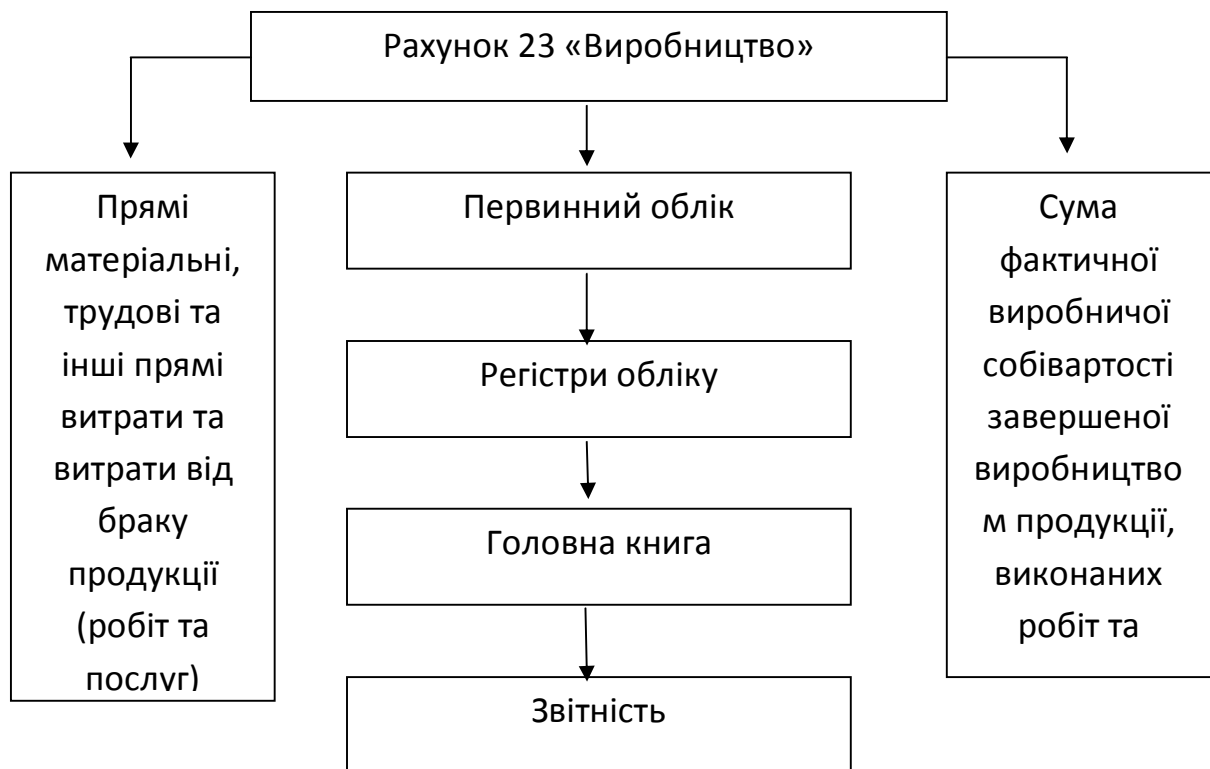 Рахунок 23 «Виробництво»
Прямі
матеріальні,
трудові та
інші прямі
витрати та
витрати від
браку
продукції
(робіт та
послуг)
Первинний облік
Регістри обліку
Головна книга
Звітність
Сума
фактичної
виробничої
собівартості
завершеної
виробництво
м продукції,
виконаних
робіт та